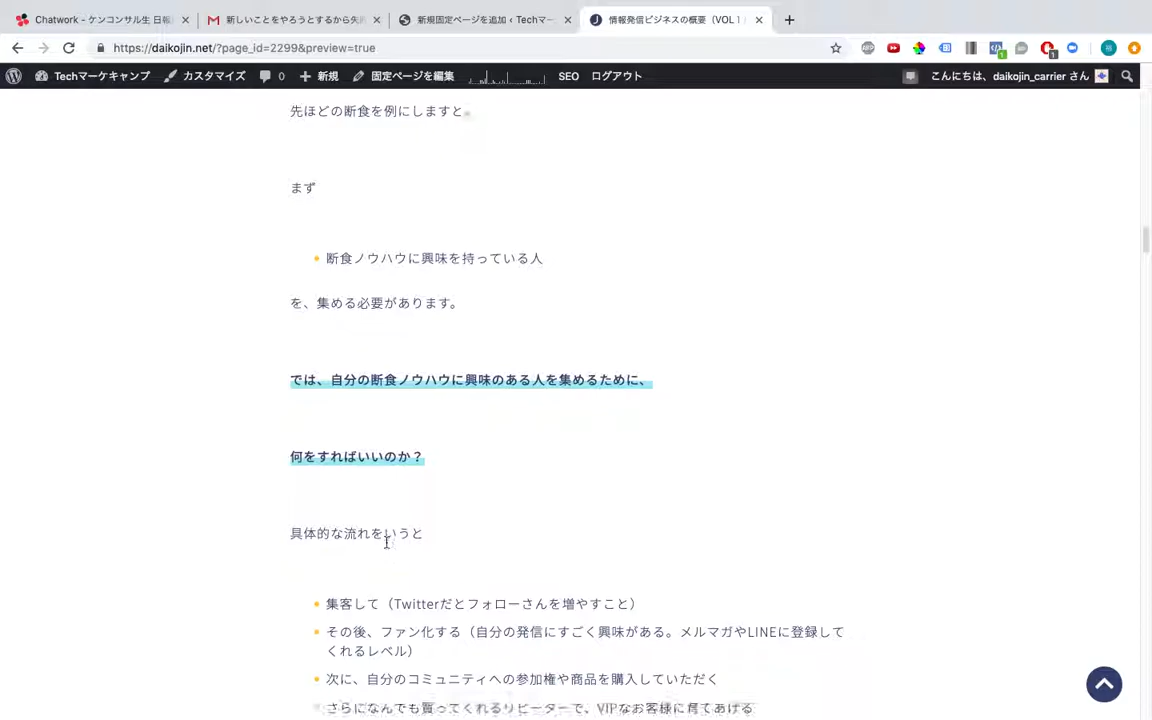 Chatwork - ケンコンサル生 日報
新しいことをやろうとするから失
新規固定ページを追加 ‹ Techマー
情報発信ビジネスの概要（VOL 1
https://daikojin.net/?page_id=2299&preview=true
Techマーケキャンプ カスタマイズ 0 新規 固定ページを編集 SEO ログアウト こんにちは、daikojin_carrier さん
先ほどの断食を例にしますと。
まず
断食ノウハウに興味を持っている人
を、集める必要があります。
では、自分の断食ノウハウに興味のある人を集めるために、
何をすればいいのか？
具体的な流れをいうと
集客して（Twitterだとフォローさんを増やすこと）
その後、ファン化する（自分の発信にすごく興味がある。メルマガやLINEに登録して
くれるレベル）
次に、自分のコミュニティへの参加権や商品を購入していただく
さらになんでも買ってくれるリピーターで、VIPなお客様に育てあげる